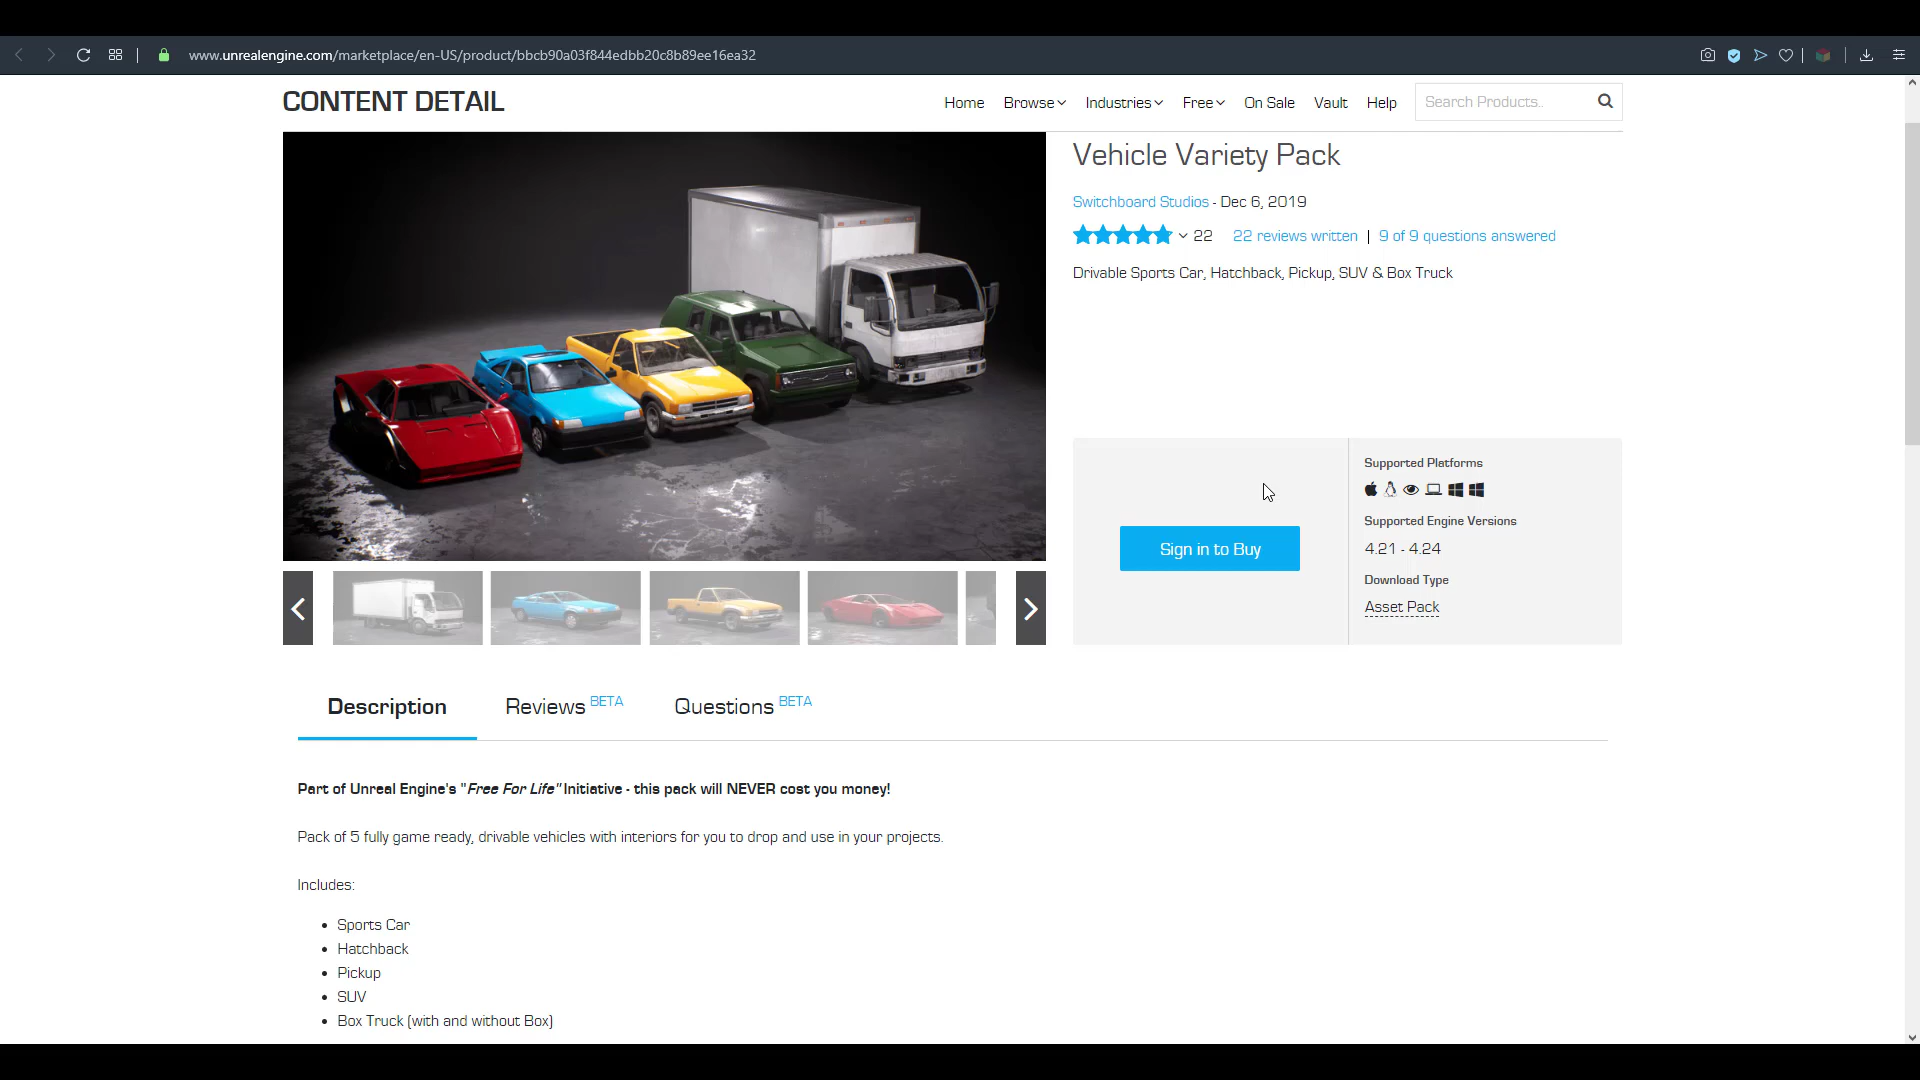 www.unrealengine.com/marketplace/en-US/product/bbcb90a03f844edbb20c8b89ee16ea32
CONTENT DETAIL
Home Browse Industries Free On Sale Vault Help Search Products..
Vehicle Variety Pack
Switchboard Studios - Dec 6, 2019
22 22 reviews written | 9 of 9 questions answered
Drivable Sports Car, Hatchback, Pickup, SUV & Box Truck
Sign in to Buy
Supported Platforms
Supported Engine Versions
4.21 - 4.24
Download Type
Asset Pack
Description Reviews BETA Questions BETA
Part of Unreal Engine's "Free For Life" Initiative - this pack will NEVER cost you money!
Pack of 5 fully game ready, drivable vehicles with interiors for you to drop and use in your projects.
Includes:
• Sports Car
• Hatchback
• Pickup
• SUV
• Box Truck (with and without Box)